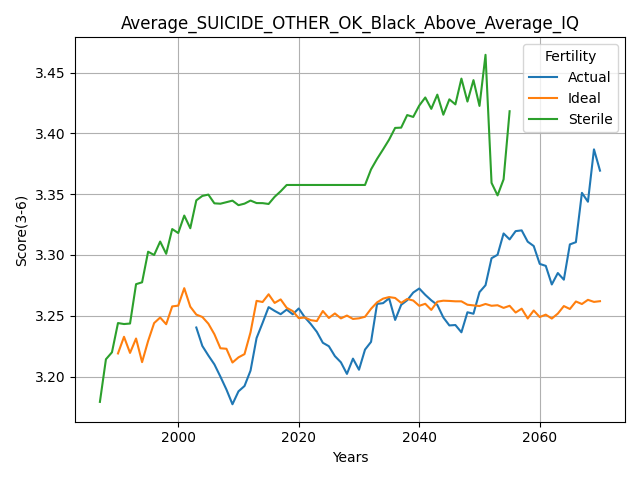 Average_SUICIDE_OTHER_OK_Black_Above_Average_IQ
Fertility
Actual
Ideal
Sterile
3.45
3.40
3.35
3.30
3.25
3.20
Score(3-6)
2000
2020
2040
2060
Years